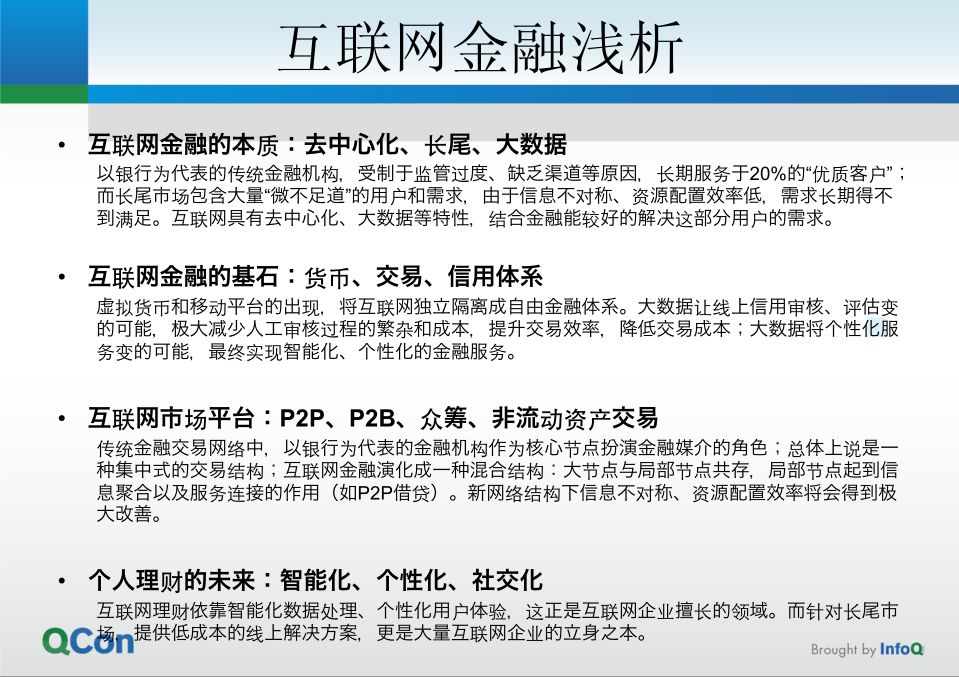 互联网金融浅析
• 互联网金融的本质：去中心化、长尾、大数据
以银行为代表的传统金融机构，受制于监管过度、缺乏渠道等原因，长期服务于20%的“优质客户”；
而长尾市场包含大量“微不足道”的用户和需求，由于信息不对称、资源配置效率低，需求长期得不
到满足。互联网具有去中心化、大数据等特性，结合金融能较好的解决这部分用户的需求。
• 互联网金融的基石：货币、交易、信用体系
虚拟货币和移动平台的出现，将互联网独立隔离成自由金融体系。大数据让线上信用审核、评估变
的可能，极大减少人工审核过程的繁杂和成本，提升交易效率，降低交易成本；大数据将个性化服
务变的可能，最终实现智能化、个性化的金融服务。
• 互联网市场平台：P2P、P2B、众筹、非流动资产交易
传统金融交易网络中，以银行为代表的金融机构作为核心节点扮演金融媒介的角色；总体上说是一
种集中式的交易结构；互联网金融演化成一种混合结构：大节点与局部节点共存，局部节点起到信
息聚合以及服务连接的作用（如P2P借贷）。新网络结构下信息不对称、资源配置效率将会得到极
大改善。
• 个人理财的未来：智能化、个性化、社交化
互联网理财依靠智能化数据处理、个性化用户体验，这正是互联网企业擅长的领域。而针对长尾市
场，提供低成本的线上解决方案，更是大量互联网企业的立身之本。
QCon
Brought by InfoQ